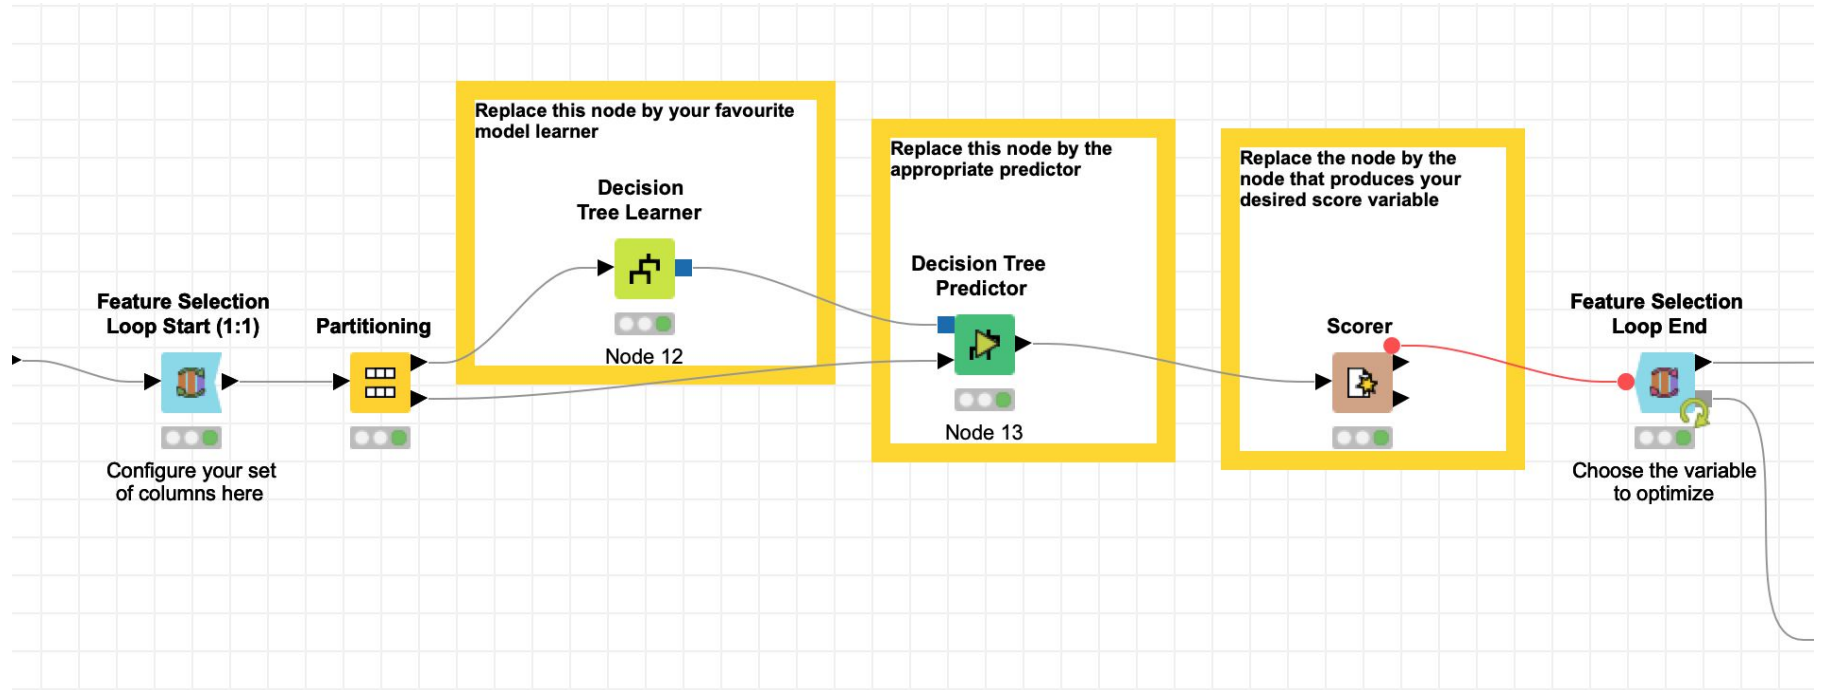 Replace this node by your favourite
model learner
Decision
Tree Learner
Node 12
Replace this node by the
appropriate predictor
Decision Tree
Predictor
Node 13
Replace the node by the
node that produces your
desired score variable
Scorer
Feature Selection
Loop Start (1:1)
Configure your set
of columns here
Partitioning
Feature Selection
Loop End
Choose the variable
to optimize